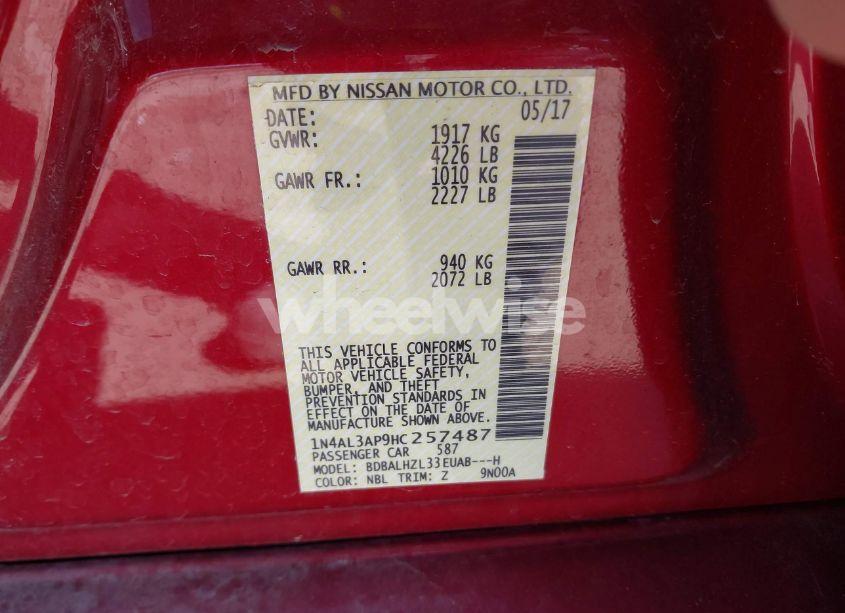 MFD BY NISSAN MOTOR CO., LTD.
DATE: 05/17
GVWR: 1917 KG
4226 LB
GAWR FR.: 1010 KG
2227 LB
GAWR RR.: 940 KG
2072 LB
wheelwise
THIS VEHICLE CONFORMS TO
ALL APPLICABLE FEDERAL
MOTOR VEHICLE SAFETY,
BUMPER, AND THEFT
PREVENTION STANDARDS IN
EFFECT ON THE DATE OF
MANUFACTURE SHOWN ABOVE.
1N4AL3AP9HC257487
PASSENGER CAR 587
MODEL: BDBALHZL33EUAB---H
COLOR: NBL TRIM: Z 9N00A